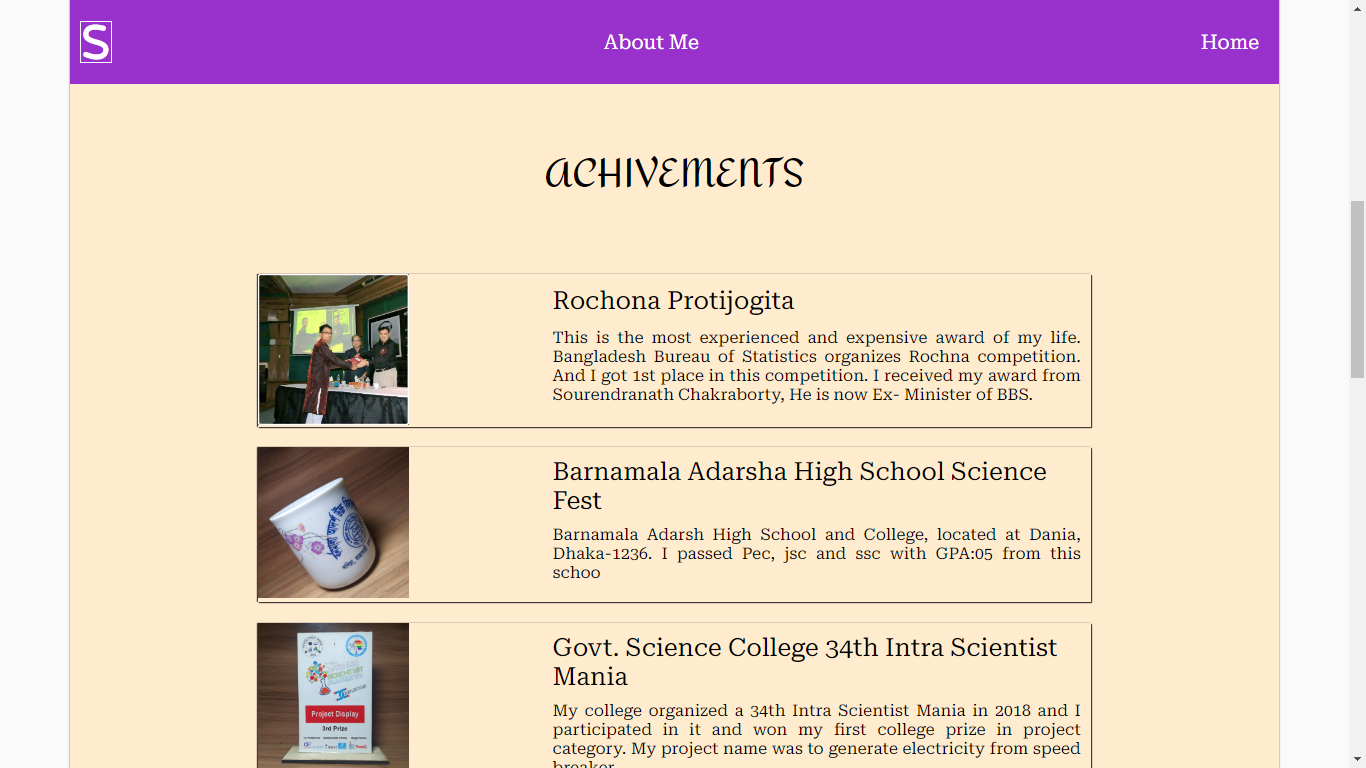 S
About Me
Home
ACHIVEMENTS
Rochona Protijogita
This is the most experienced and expensive award of my life.
Bangladesh Bureau of Statistics organizes Rochna competition.
And I got 1st place in this competition. I received my award from
Sourendranath Chakraborty, He is now Ex- Minister of BBS.
Barnamala Adarsha High School Science
Fest
Barnamala Adarsh High School and College, located at Dania,
Dhaka-1236. I passed Pec, jsc and ssc with GPA:05 from this
schoo
Project Display
3rd Prize
Govt. Science College 34th Intra Scientist
Mania
My college organized a 34th Intra Scientist Mania in 2018 and I
participated in it and won my first college prize in project
category. My project name was to generate electricity from speed
breaker